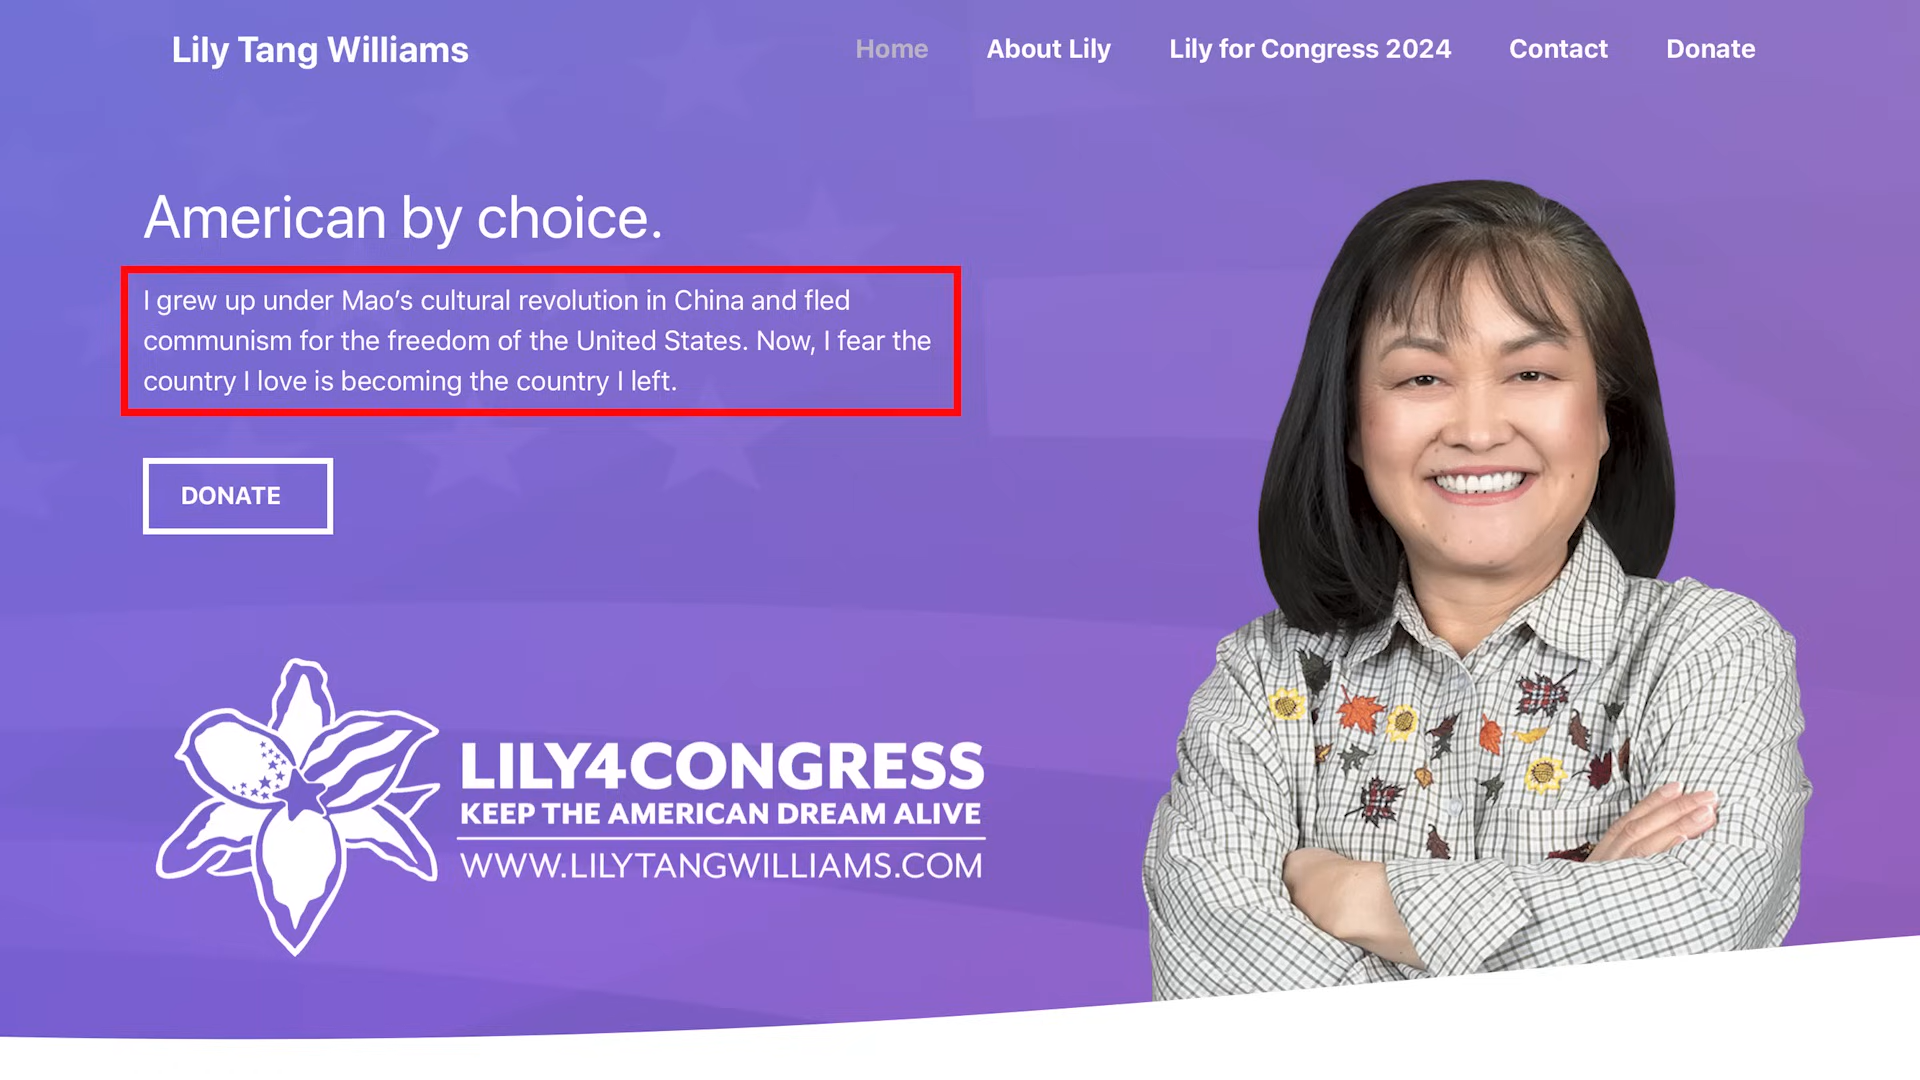 Lily Tang Williams
Home
About Lily
Lily for Congress 2024
Contact
Donate
American by choice.
I grew up under Mao’s cultural revolution in China and fled
communism for the freedom of the United States. Now, I fear the
country I love is becoming the country I left.
DONATE
LILY4CONGRESS
KEEP THE AMERICAN DREAM ALIVE
WWW.LILYTANGWILLIAMS.COM